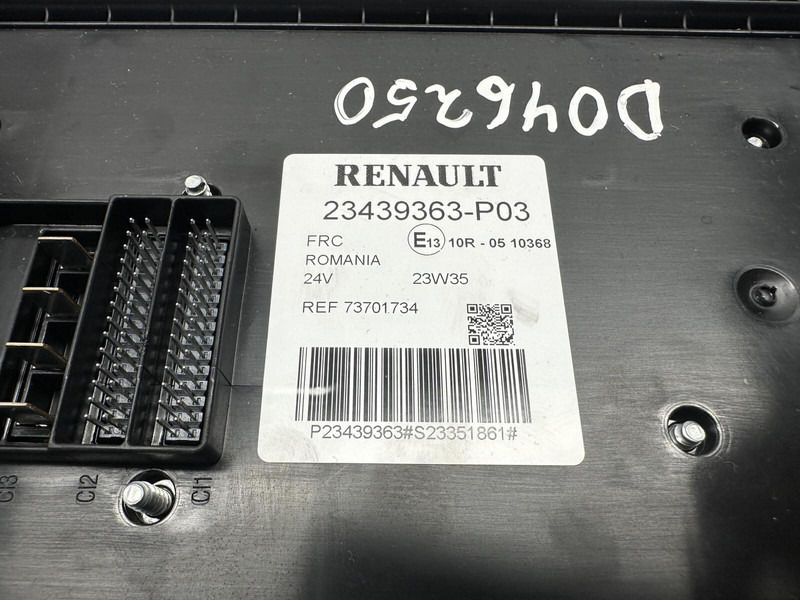 D046250
RENAULT
23439363-P03
FRC E13 10R - 05 10368
ROMANIA
24V 23W35
REF 73701734
P23439363#S23351861#
CI3 CI2 CI1